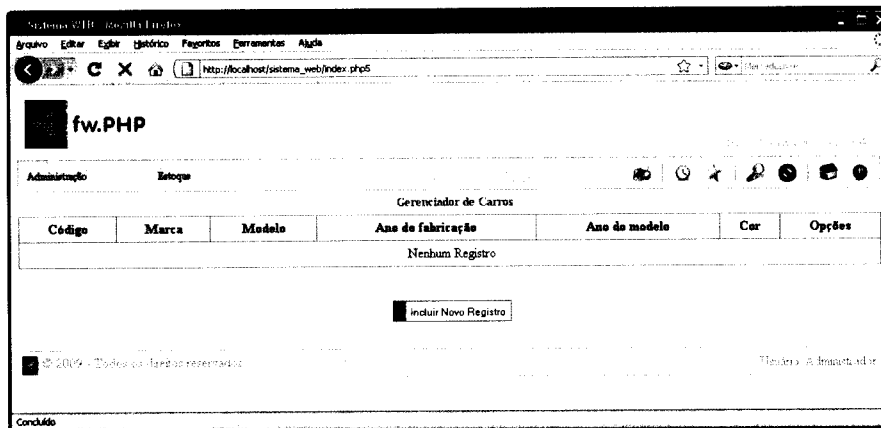 Sistema WEB - Mozilla Firefox
Arquivo Editar Exibir Histórico Favoritos Ferramentas Ajuda
http://localhost/sistema_web/index.php5
fw.PHP
Administração Estoque
Gerenciador de Carros
Código Marca Modelo Ano de fabricação Ano do modelo Cor Opções
Nenhum Registro
Incluir Novo Registro
© 2009 - Todos os direitos reservados Usuário: Administrador
Concluído